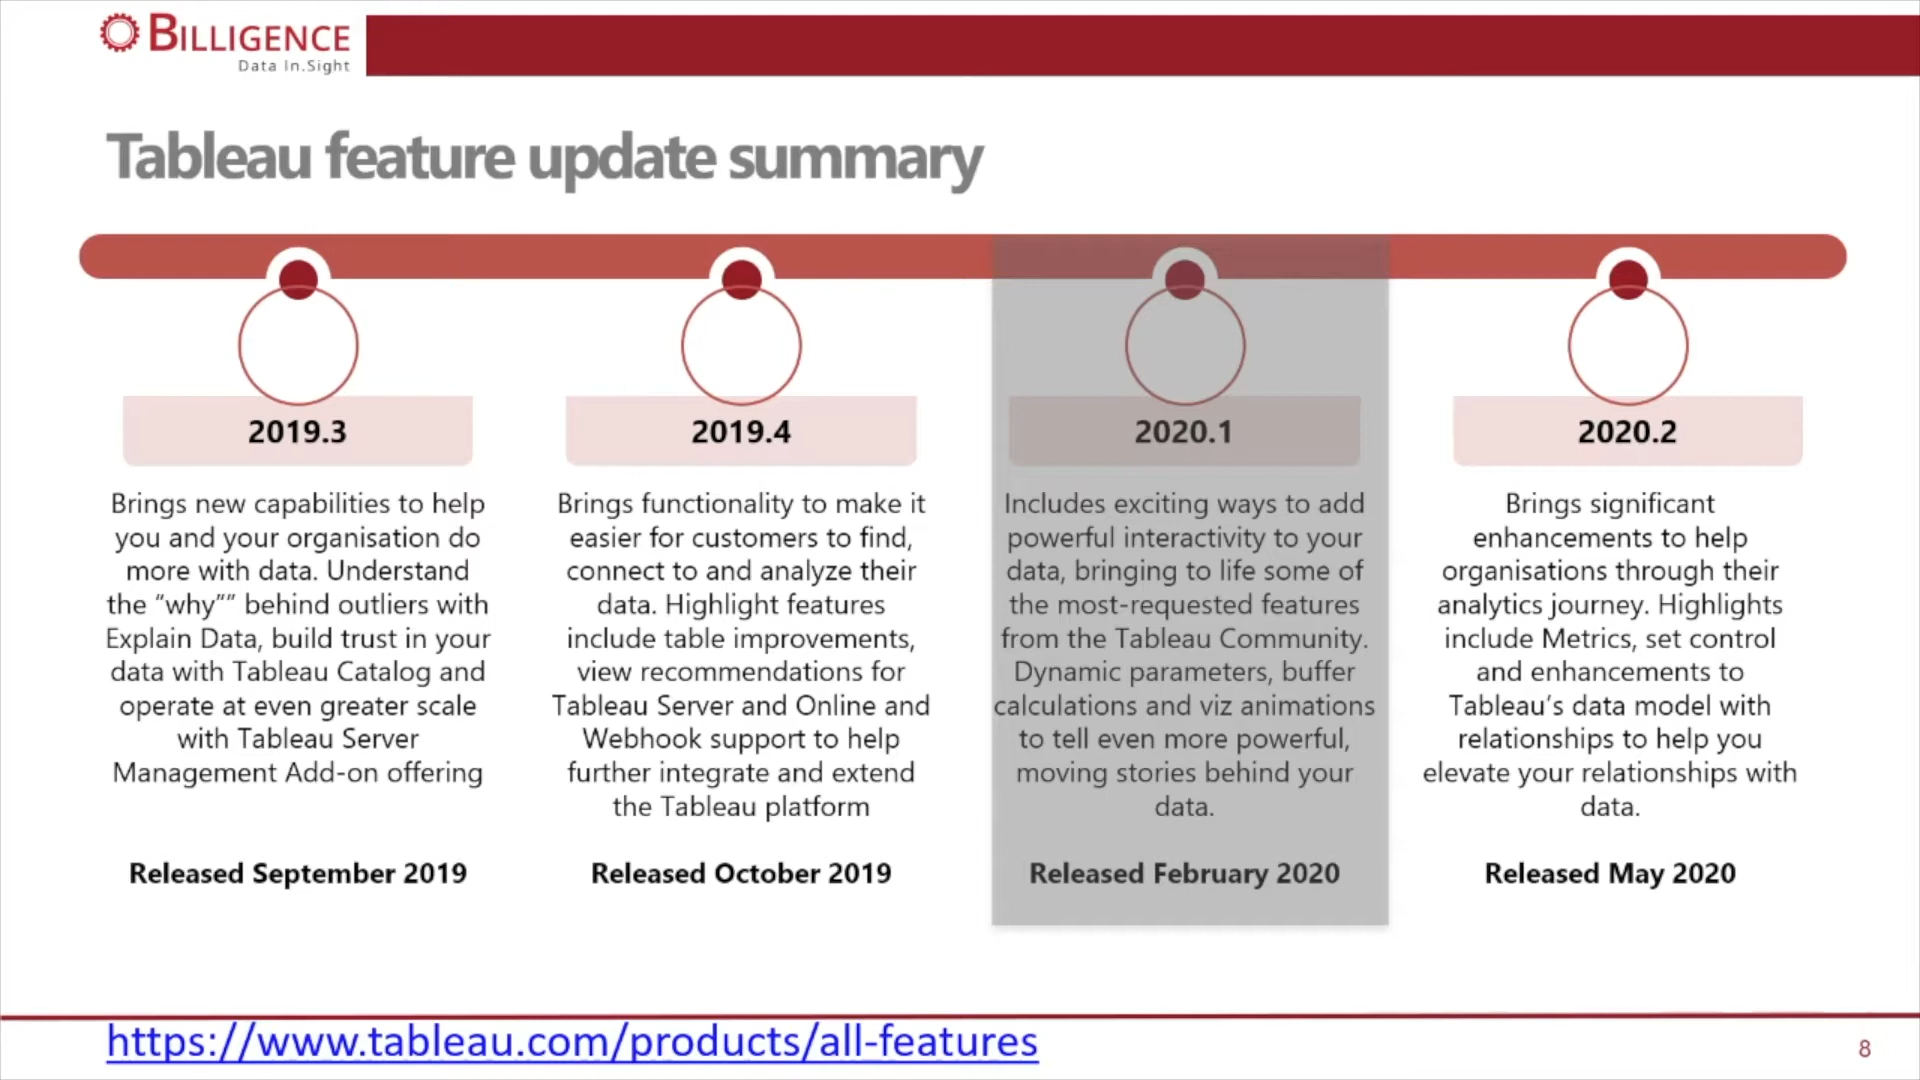 BILLIGENCE
Data In.Sight
Tableau feature update summary
2019.3
Brings new capabilities to help
you and your organisation do
more with data. Understand
the “why”” behind outliers with
Explain Data, build trust in your
data with Tableau Catalog and
operate at even greater scale
with Tableau Server
Management Add-on offering
Released September 2019
2019.4
Brings functionality to make it
easier for customers to find,
connect to and analyze their
data. Highlight features
include table improvements,
view recommendations for
Tableau Server and Online and
Webhook support to help
further integrate and extend
the Tableau platform
Released October 2019
2020.1
Includes exciting ways to add
powerful interactivity to your
data, bringing to life some of
the most-requested features
from the Tableau Community.
Dynamic parameters, buffer
calculations and viz animations
to tell even more powerful,
moving stories behind your
data.
Released February 2020
2020.2
Brings significant
enhancements to help
organisations through their
analytics journey. Highlights
include Metrics, set control
and enhancements to
Tableau’s data model with
relationships to help you
elevate your relationships with
data.
Released May 2020
https://www.tableau.com/products/all-features
8